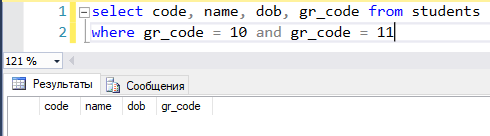 1 select code, name, dob, gr_code from students
2 where gr_code = 10 and gr_code = 11
121 %
Результаты Сообщения
code name dob gr_code